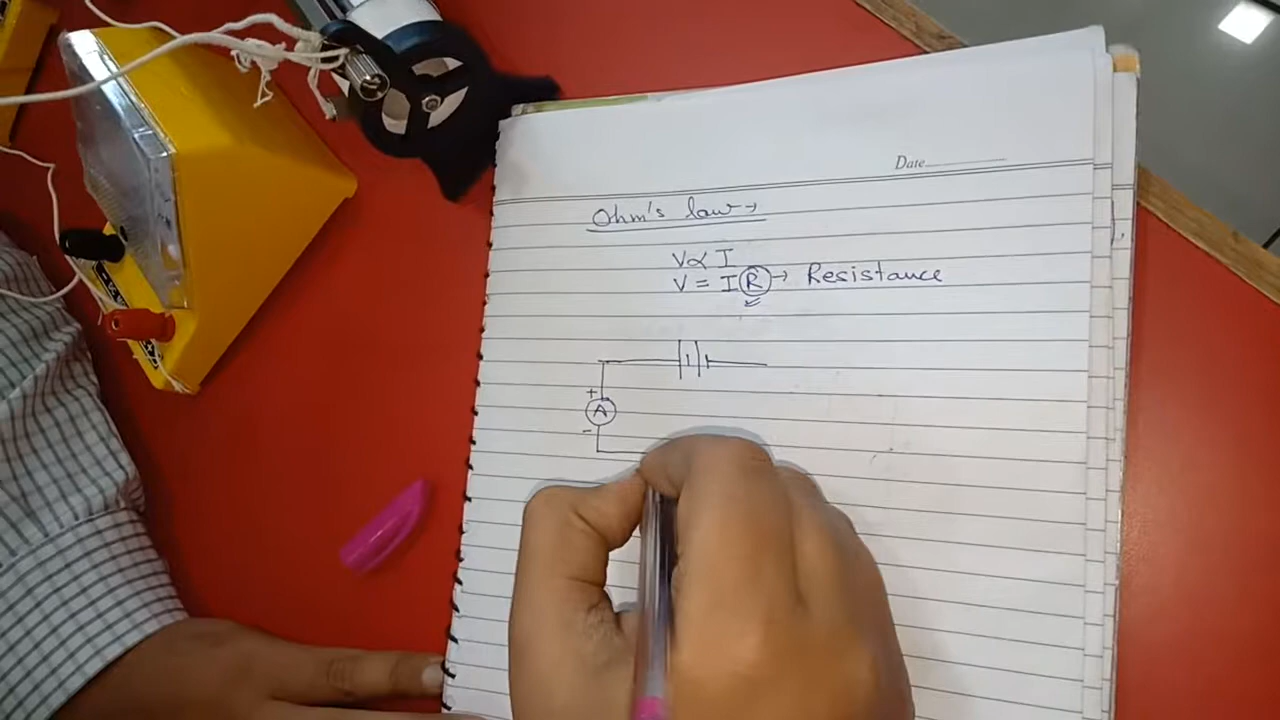 Date
Ohm's law →
V ∝ I
V = IR → Resistance
+
A
-